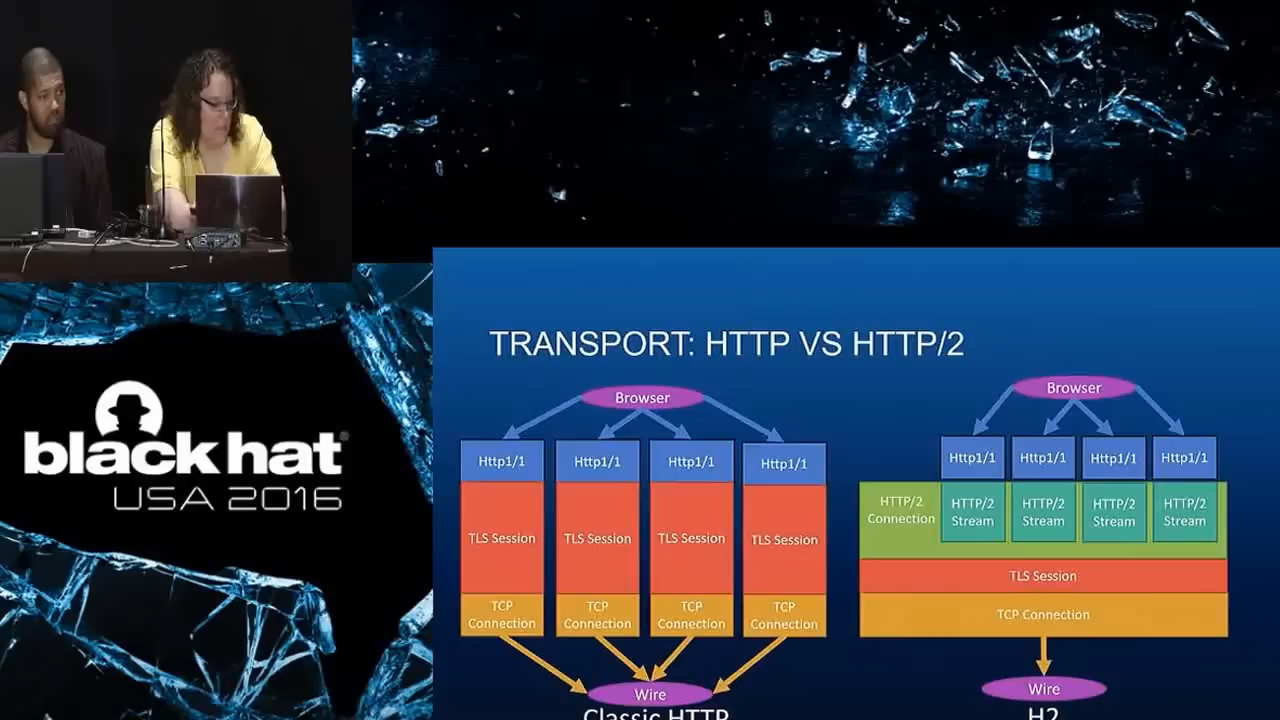 black hat®
USA 2016
TRANSPORT: HTTP VS HTTP/2
Browser
Http1/1
Http1/1
Http1/1
Http1/1
TLS Session
TLS Session
TLS Session
TLS Session
TCP
Connection
TCP
Connection
TCP
Connection
TCP
Connection
Wire
Classic HTTP
Browser
Http1/1
Http1/1
Http1/1
Http1/1
HTTP/2
Connection
HTTP/2
Stream
HTTP/2
Stream
HTTP/2
Stream
HTTP/2
Stream
TLS Session
TCP Connection
Wire
H2